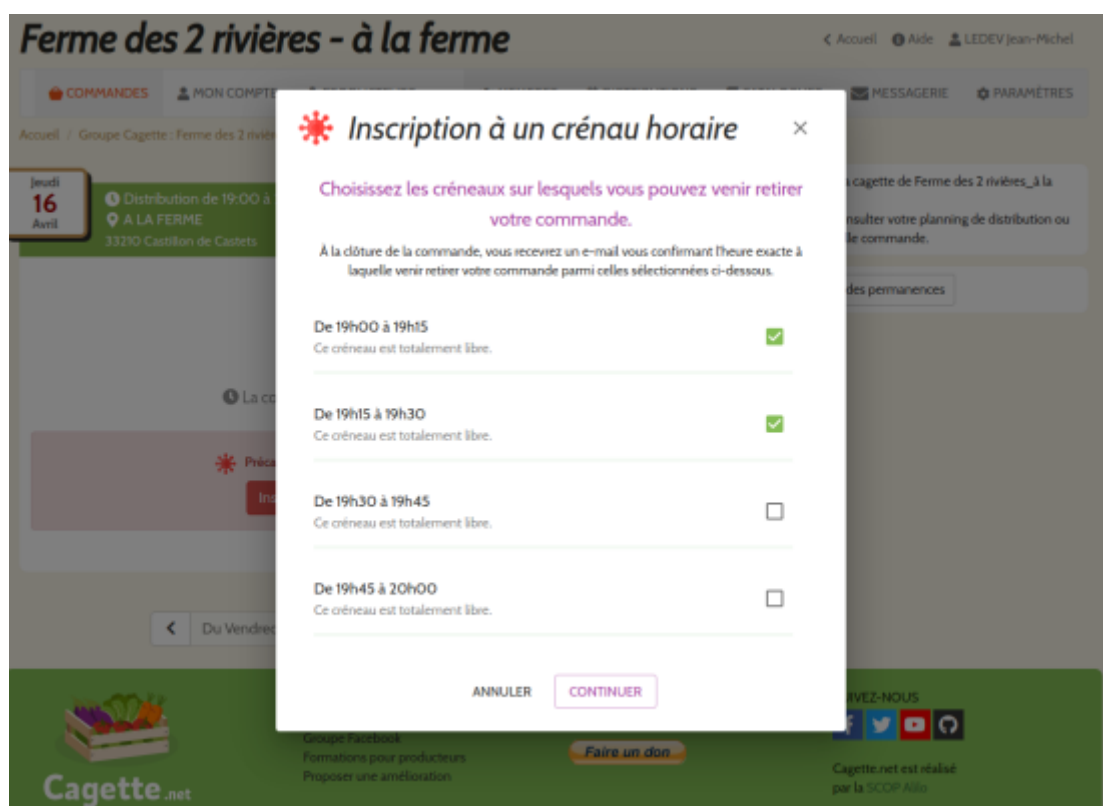 Ferme des 2 rivières - à la ferme
Accueil Aide LEDEV Jean-Michel
COMMANDES MON COMPTE MESSAGERIE PARAMÈTRES
Accueil / Groupe Cagette : Ferme des 2 rivièr
Inscription à un crénau horaire ×
Choisissez les créneaux sur lesquels vous pouvez venir retirer
votre commande.
À la clôture de la commande, vous recevrez un e-mail vous confirmant l'heure exacte à
laquelle venir retirer votre commande parmi celles sélectionnées ci-dessous.
De 19h00 à 19h15
Ce créneau est totalement libre.
De 19h15 à 19h30
Ce créneau est totalement libre.
De 19h30 à 19h45
Ce créneau est totalement libre.
De 19h45 à 20h00
Ce créneau est totalement libre.
ANNULER CONTINUER
Jeudi
16
Avril
Distribution de 19:00 à
A LA FERME
33210 Castillon de Castets
La co
Préca
Ins
Du Vendred
cagette de Ferme des 2 rivières_à la
nsulter votre planning de distribution ou
le commande.
des permanences
Cagette.net
Groupe Facebook
Formations pour producteurs
Proposer une amélioration
Faire un don
IVEZ-NOUS
Cagette.net est réalisé
par la SCOP Alilo